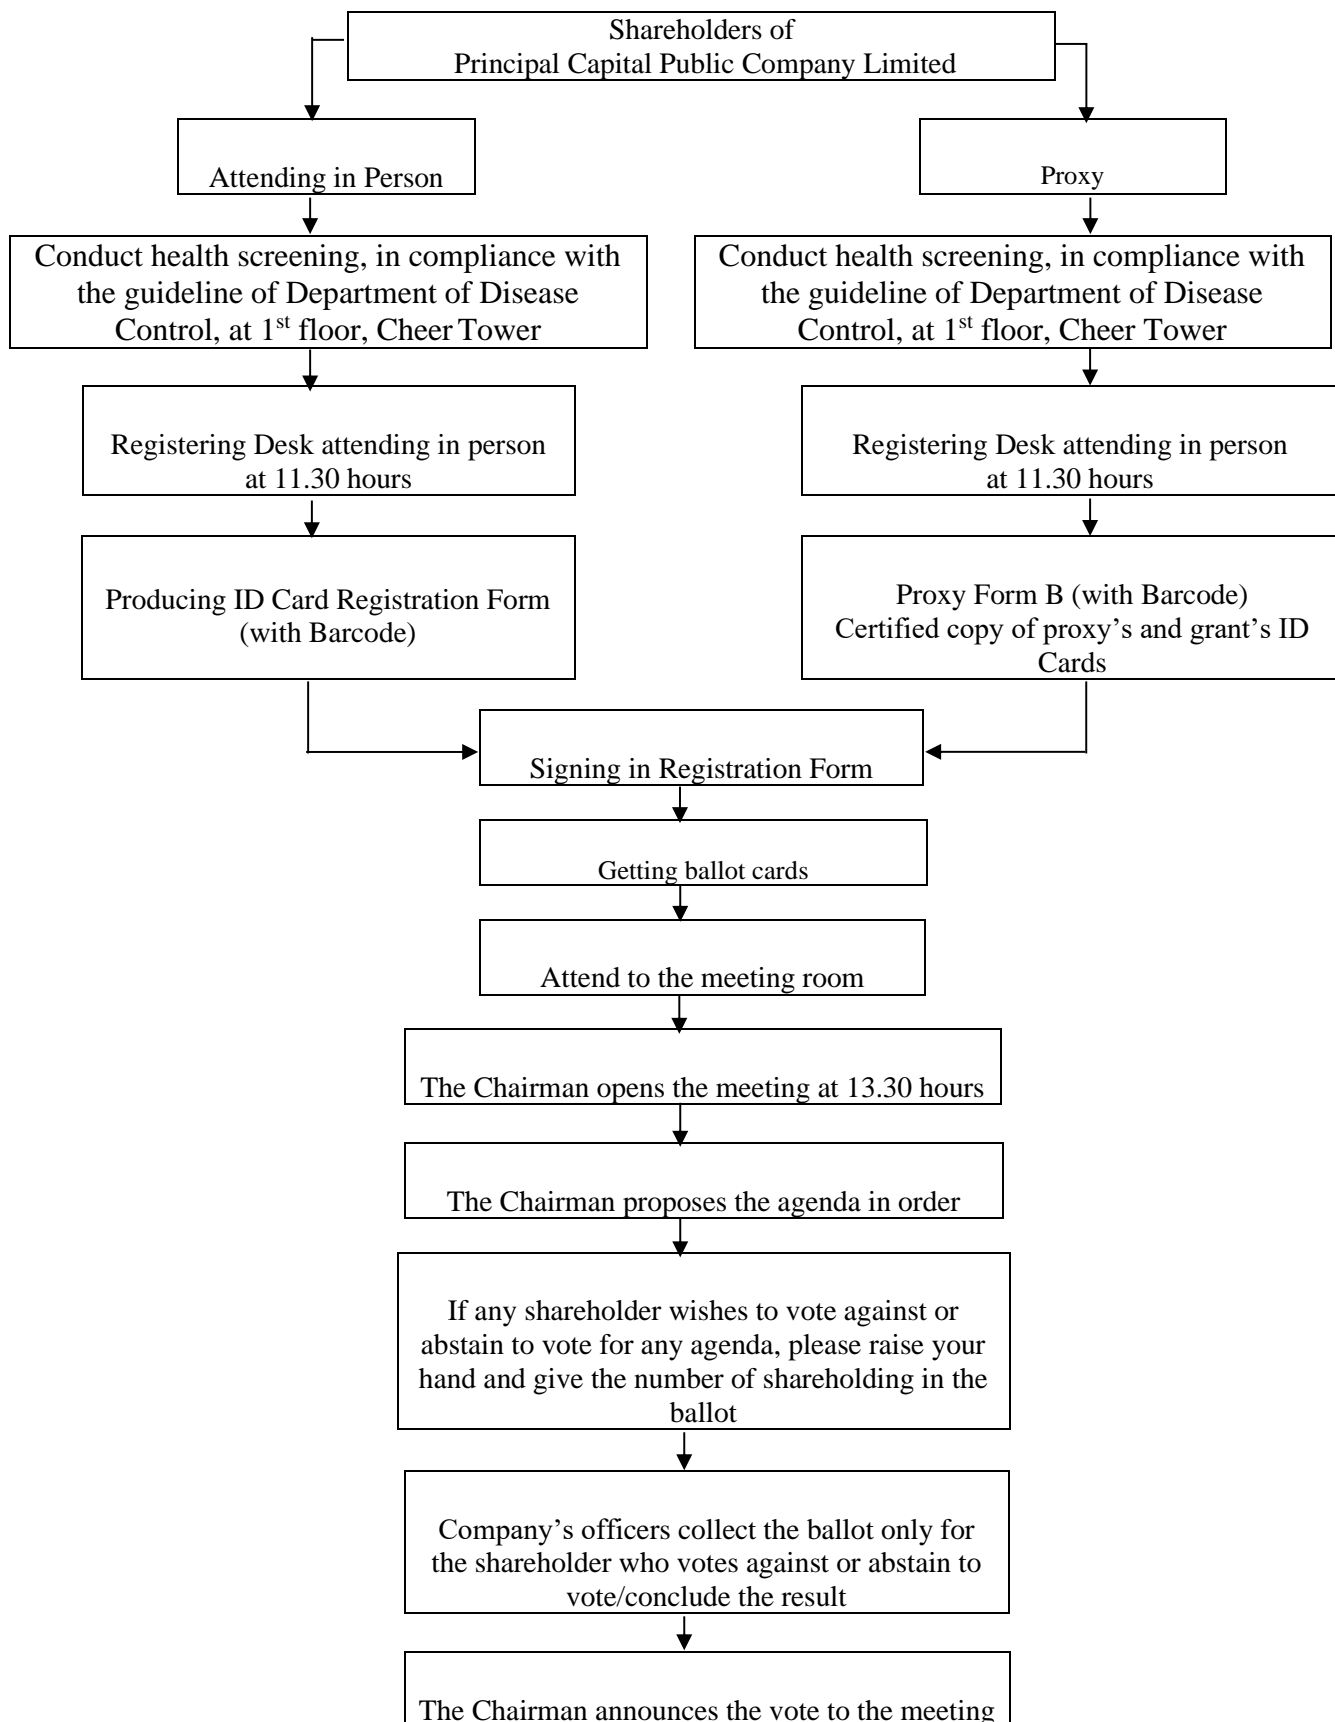 Shareholders of
Principal Capital Public Company Limited
Attending in Person
Proxy
Conduct health screening, in compliance with
the guideline of Department of Disease
Control, at 1st floor, Cheer Tower
Conduct health screening, in compliance with
the guideline of Department of Disease
Control, at 1st floor, Cheer Tower
Registering Desk attending in person
at 11.30 hours
Registering Desk attending in person
at 11.30 hours
Producing ID Card Registration Form
(with Barcode)
Proxy Form B (with Barcode)
Certified copy of proxy’s and grant’s ID
Cards
Signing in Registration Form
Getting ballot cards
Attend to the meeting room
The Chairman opens the meeting at 13.30 hours
The Chairman proposes the agenda in order
If any shareholder wishes to vote against or
abstain to vote for any agenda, please raise your
hand and give the number of shareholding in the
ballot
Company’s officers collect the ballot only for
the shareholder who votes against or abstain to
vote/conclude the result
The Chairman announces the vote to the meeting